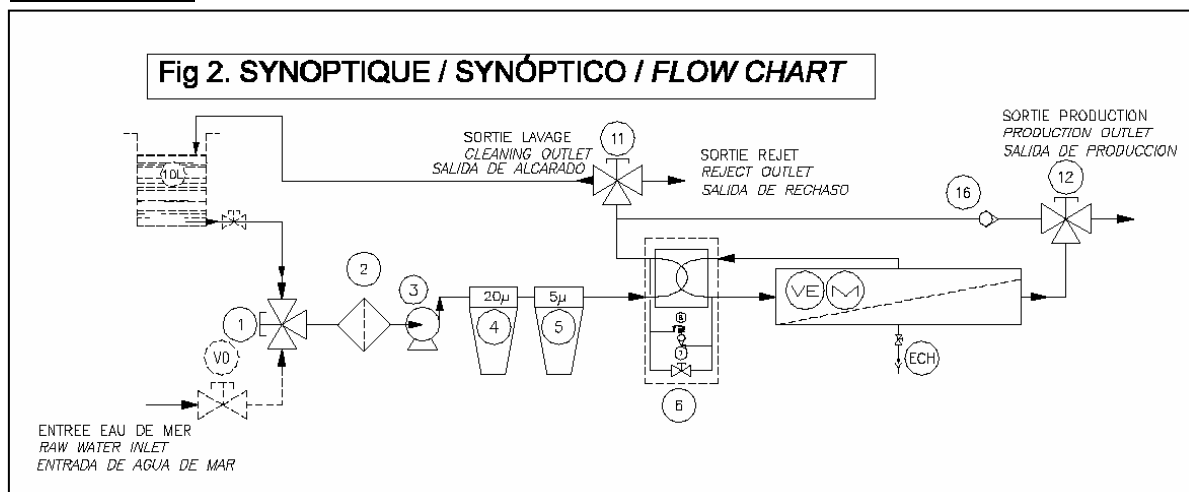 Fig 2. SYNOPTIQUE / SYNÓPTICO / FLOW CHART
SORTIE LAVAGE
CLEANING OUTLET
SALIDA DE ALCARADO
11
SORTIE REJET
REJECT OUTLET
SALIDA DE RECHASO
SORTIE PRODUCTION
PRODUCTION OUTLET
SALIDA DE PRODUCCION
12
16
10L
2
3
20µ
4
5µ
5
VE
M
1
VO
7
6
ECH
ENTREE EAU DE MER
RAW WATER INLET
ENTRADA DE AGUA DE MAR